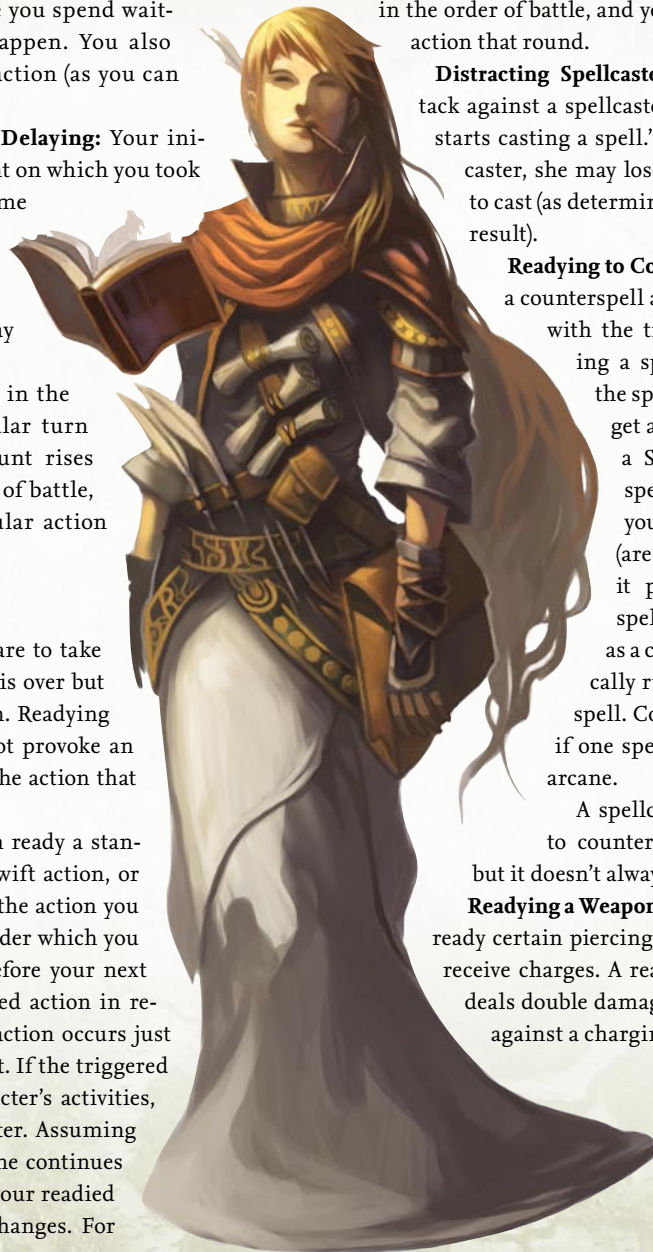 you spend wait-
appen. You also
ction (as you can
Delaying: Your ini-
t on which you took
me
in the
lar turn
unt rises
of battle,
lar action
are to take
is over but
n. Readying
ot provoke an
he action that
n ready a stan-
wift action, or
the action you
der which you
efore your next
ed action in re-
action occurs just
t. If the triggered
cter's activities,
ter. Assuming
he continues
our readied
hanges. For
in the order of battle, and yo
action that round.
Distracting Spellcaste
tack against a spellcaste
starts casting a spell."
caster, she may lose
to cast (as determin
result).
Readying to Co
a counterspell a
with the t
ing a sp
the sp
get a
a S
spe
you
(are
it p
spel
as a c
cally r
spell. Co
if one spe
arcane.
A spellc
to counter
but it doesn't alway
Readying a Weapon
ready certain piercing
receive charges. A rea
deals double damag
against a chargin